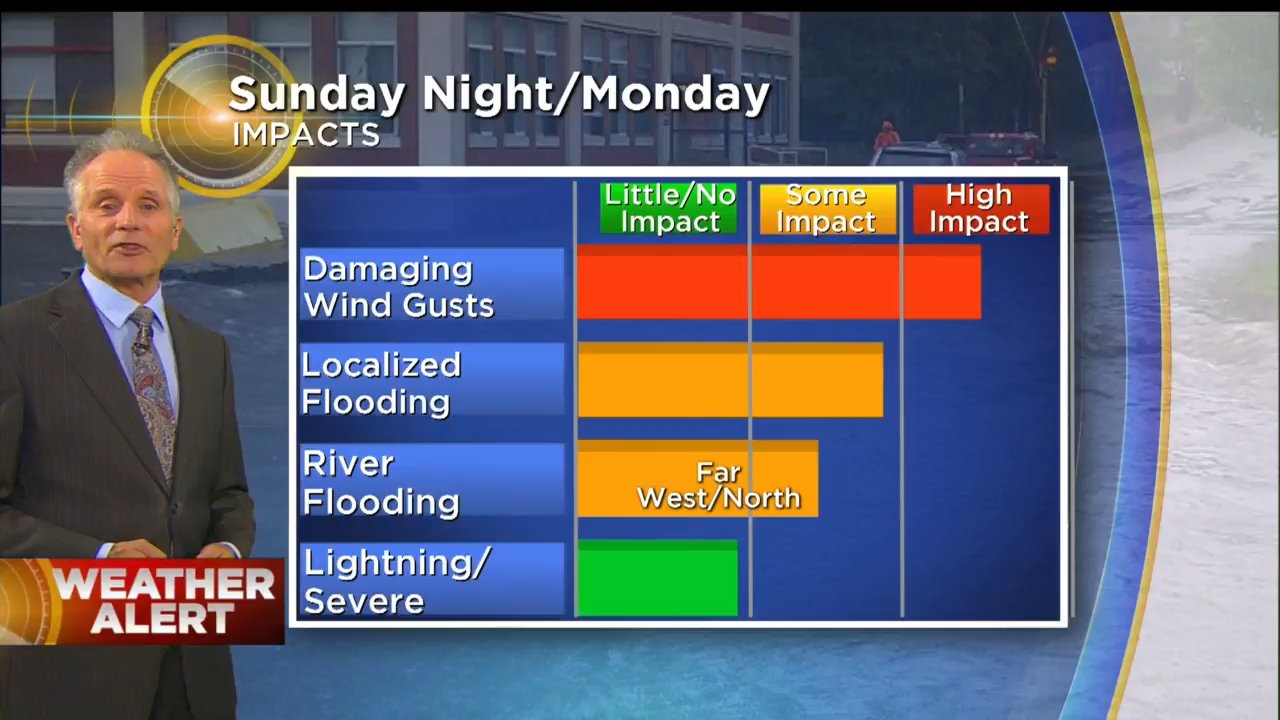 Sunday Night/Monday
IMPACTS
Little/No
Impact
Some
Impact
High
Impact
Damaging
Wind Gusts
Localized
Flooding
River
Flooding
Far
West/North
Lightning/
Severe
WEATHER
ALERT